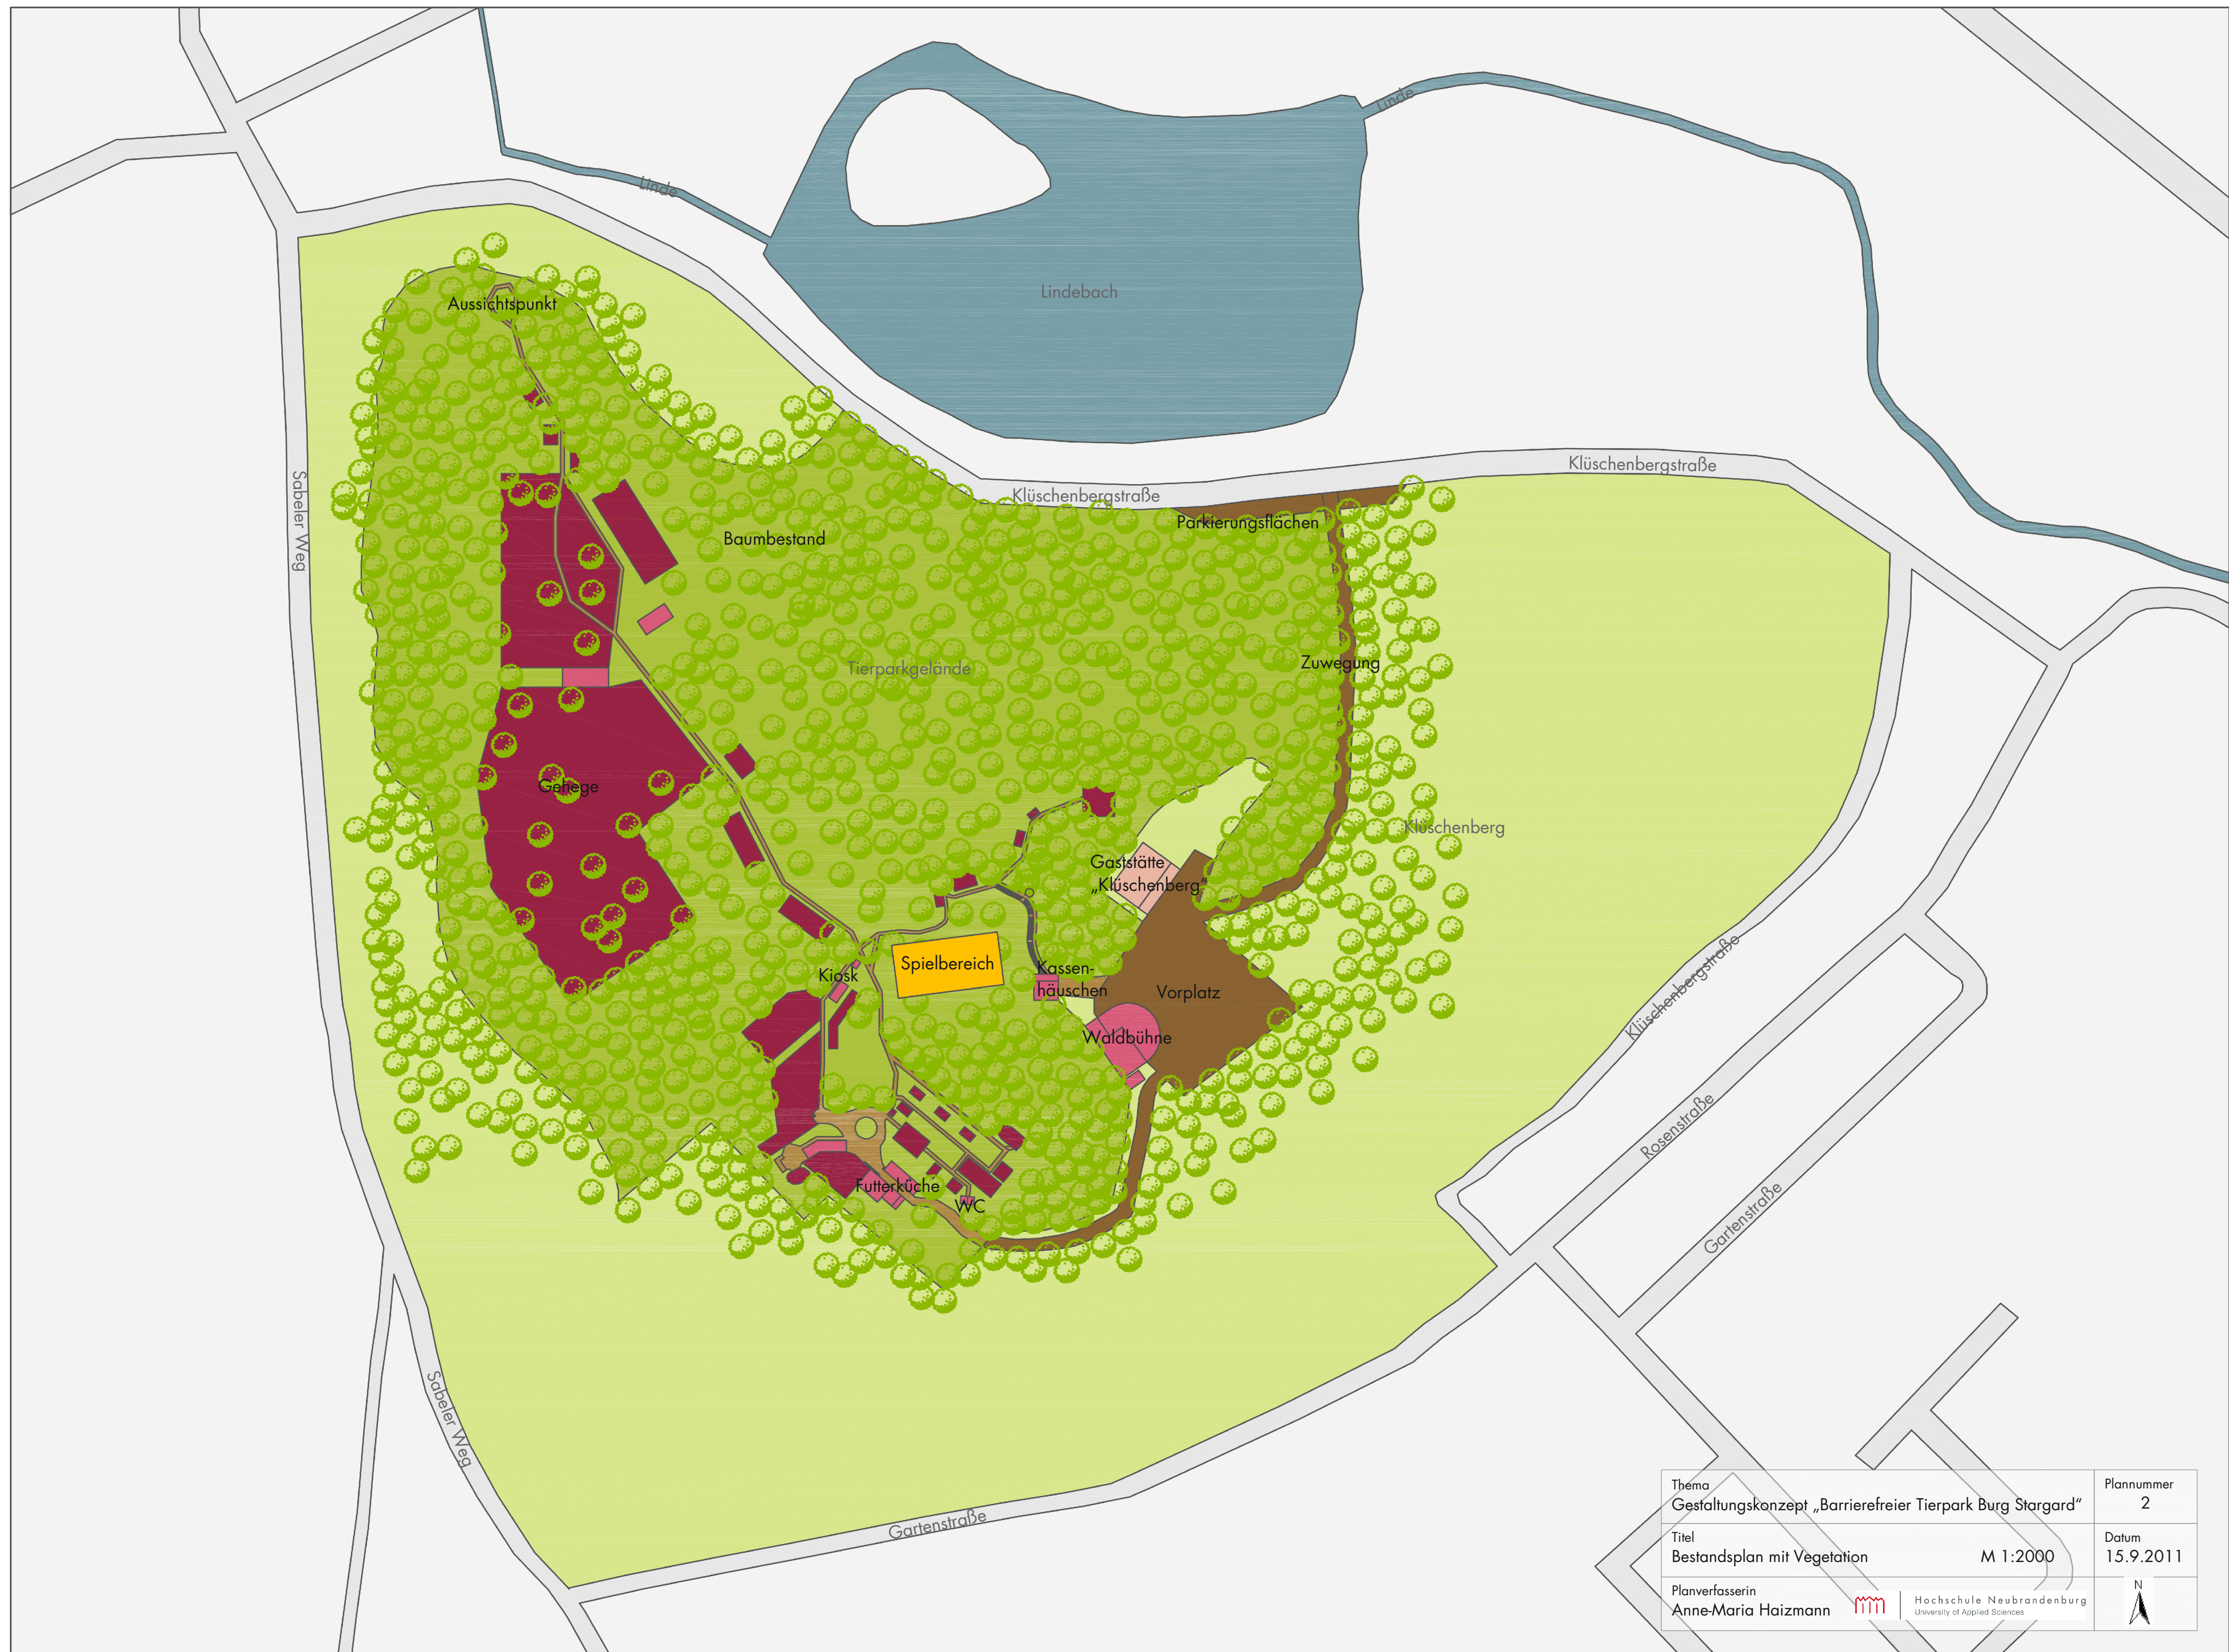 Linde
Linde
Lindebach
Aussichtspunkt
Klüschenbergstraße
Klüschenbergstraße
Sabeler Weg
Parkierungsflächen
Baumbestand
Zuwegung
Tierparkgelände
Gehege
Klüschenberg
Gaststätte
„Klüschenberg“
Spielbereich
Kiosk
Kassen-
häuschen
Vorplatz
Klüschenbergstraße
Waldbühne
Rosenstraße
Futterküche
WC
Gartenstraße
Sabeler Weg
Gartenstraße
Thema
Gestaltungskonzept „Barrierefreier Tierpark Burg Stargard“
Plannummer
2
Titel
Bestandsplan mit Vegetation M 1:2000
Datum
15.9.2011
Planverfasserin
Anne-Maria Haizmann
Hochschule Neubrandenburg
University of Applied Sciences
N